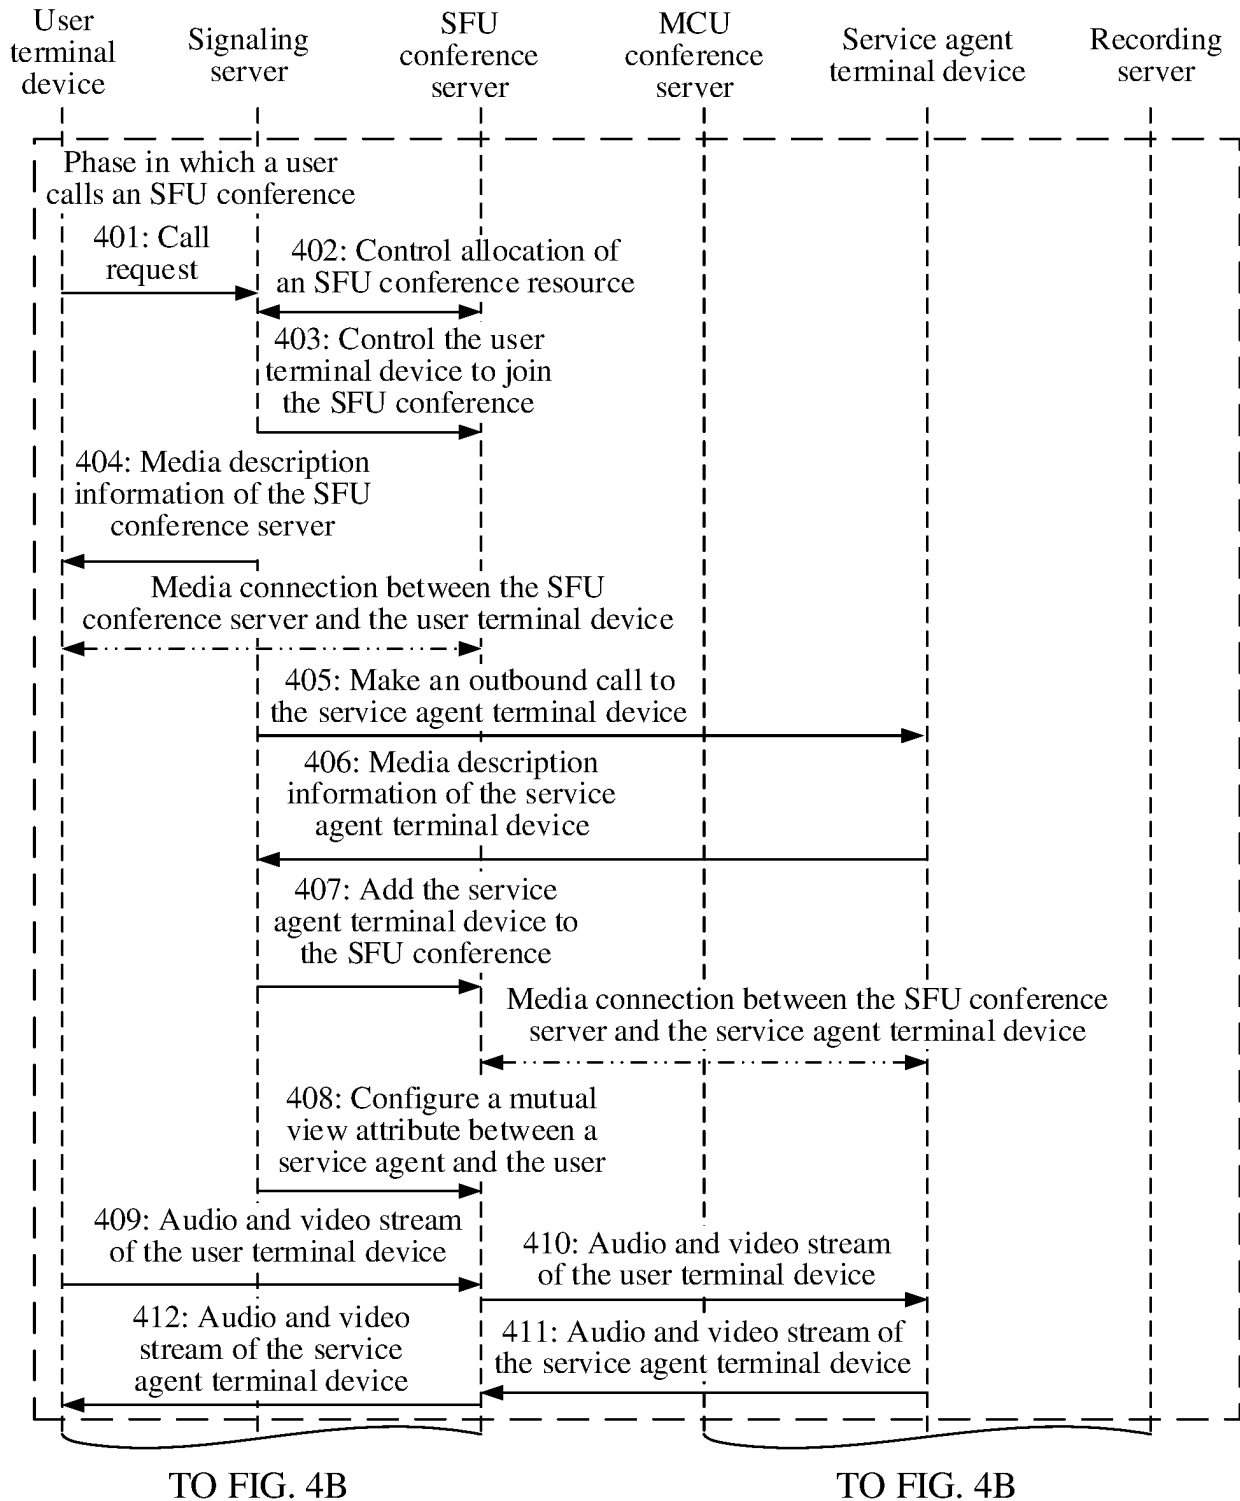 User
terminal
device
Signaling
server
SFU
conference
server
MCU
conference
server
Service agent
terminal device
Recording
server
Phase in which a user
calls an SFU conference
401: Call
request
402: Control allocation of
an SFU conference resource
403: Control the user
terminal device to join
the SFU conference
404: Media description
information of the SFU
conference server
Media connection between the SFU
conference server and the user terminal device
405: Make an outbound call to
the service agent terminal device
406: Media description
information of the service
agent terminal device
407: Add the service
agent terminal device to
the SFU conference
Media connection between the SFU conference
server and the service agent terminal device
408: Configure a mutual
view attribute between a
service agent and the user
409: Audio and video stream
of the user terminal device
410: Audio and video stream
of the user terminal device
412: Audio and video
stream of the service
agent terminal device
411: Audio and video stream of
the service agent terminal device
TO FIG. 4B
TO FIG. 4B